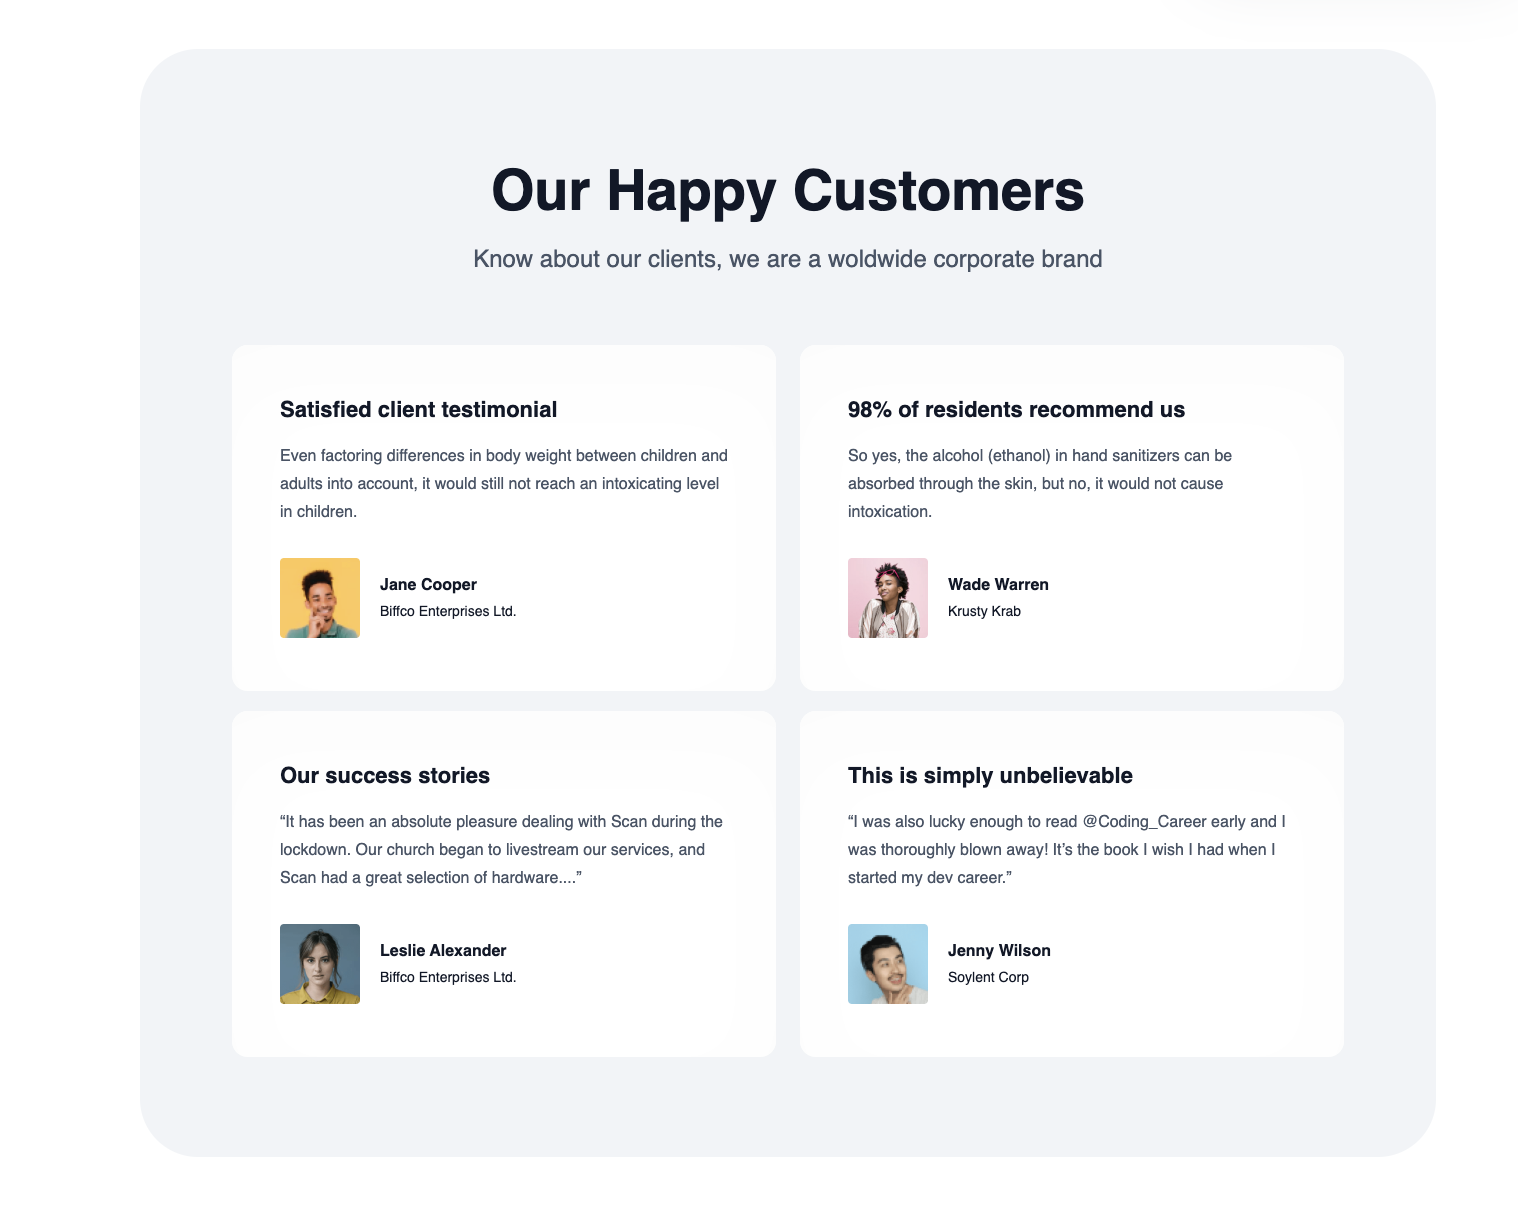 Our Happy Customers
Know about our clients, we are a woldwide corporate brand
Satisfied client testimonial
Even factoring differences in body weight between children and
adults into account, it would still not reach an intoxicating level
in children.
Jane Cooper
Biffco Enterprises Ltd.
98% of residents recommend us
So yes, the alcohol (ethanol) in hand sanitizers can be
absorbed through the skin, but no, it would not cause
intoxication.
Wade Warren
Krusty Krab
Our success stories
“It has been an absolute pleasure dealing with Scan during the
lockdown. Our church began to livestream our services, and
Scan had a great selection of hardware....”
Leslie Alexander
Biffco Enterprises Ltd.
This is simply unbelievable
“I was also lucky enough to read @Coding_Career early and I
was thoroughly blown away! It’s the book I wish I had when I
started my dev career.”
Jenny Wilson
Soylent Corp